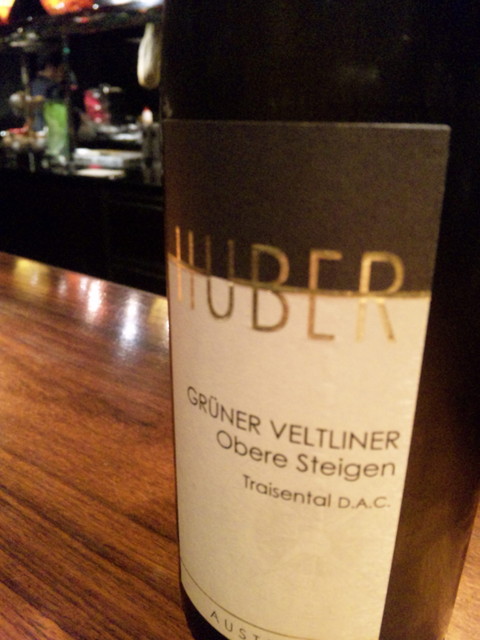 HUBER
GRÜNER VELTLINER
Obere Steigen
Traisental D.A.C.